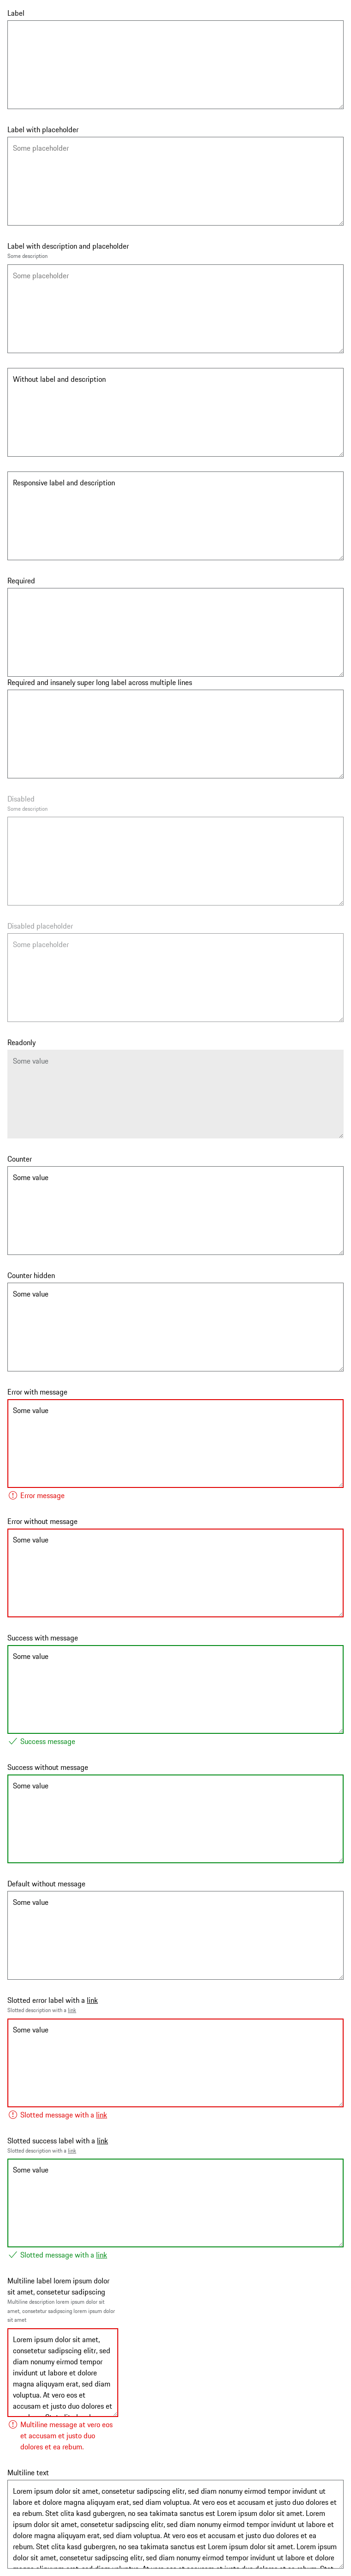 Label
Label with placeholder
Some placeholder
Label with description and placeholder
Some description
Some placeholder
Without label and description
Responsive label and description
Required
Required and insanely super long label across multiple lines
Disabled
Some description
Disabled placeholder
Some placeholder
Readonly
Some value
Counter
Some value
Counter hidden
Some value
Error with message
Some value
Error message
Error without message
Some value
Success with message
Some value
Success message
Success without message
Some value
Default without message
Some value
Slotted error label with a link
Slotted description with a link
Some value
Slotted message with a link
Slotted success label with a link
Slotted description with a link
Some value
Slotted message with a link
Multiline label lorem ipsum dolor
sit amet, consetetur sadipscing
Multiline description lorem ipsum dolor sit
amet, consetetur sadipscing lorem ipsum dolor
sit amet
Lorem ipsum dolor sit amet,
consetetur sadipscing elitr, sed
diam nonumy eirmod tempor
invidunt ut labore et dolore
magna aliquyam erat, sed diam
voluptua. At vero eos et
accusam et justo duo dolores et
Multiline message at vero eos
et accusam et justo duo
dolores et ea rebum.
Multiline text
Lorem ipsum dolor sit amet, consetetur sadipscing elitr, sed diam nonumy eirmod tempor invidunt ut
labore et dolore magna aliquyam erat, sed diam voluptua. At vero eos et accusam et justo duo dolores et
ea rebum. Stet clita kasd gubergren, no sea takimata sanctus est Lorem ipsum dolor sit amet. Lorem
ipsum dolor sit amet, consetetur sadipscing elitr, sed diam nonumy eirmod tempor invidunt ut labore et
dolore magna aliquyam erat, sed diam voluptua. At vero eos et accusam et justo duo dolores et ea
rebum. Stet clita kasd gubergren, no sea takimata sanctus est Lorem ipsum dolor sit amet. Lorem ipsum
dolor sit amet, consetetur sadipscing elitr, sed diam nonumy eirmod tempor invidunt ut labore et dolore